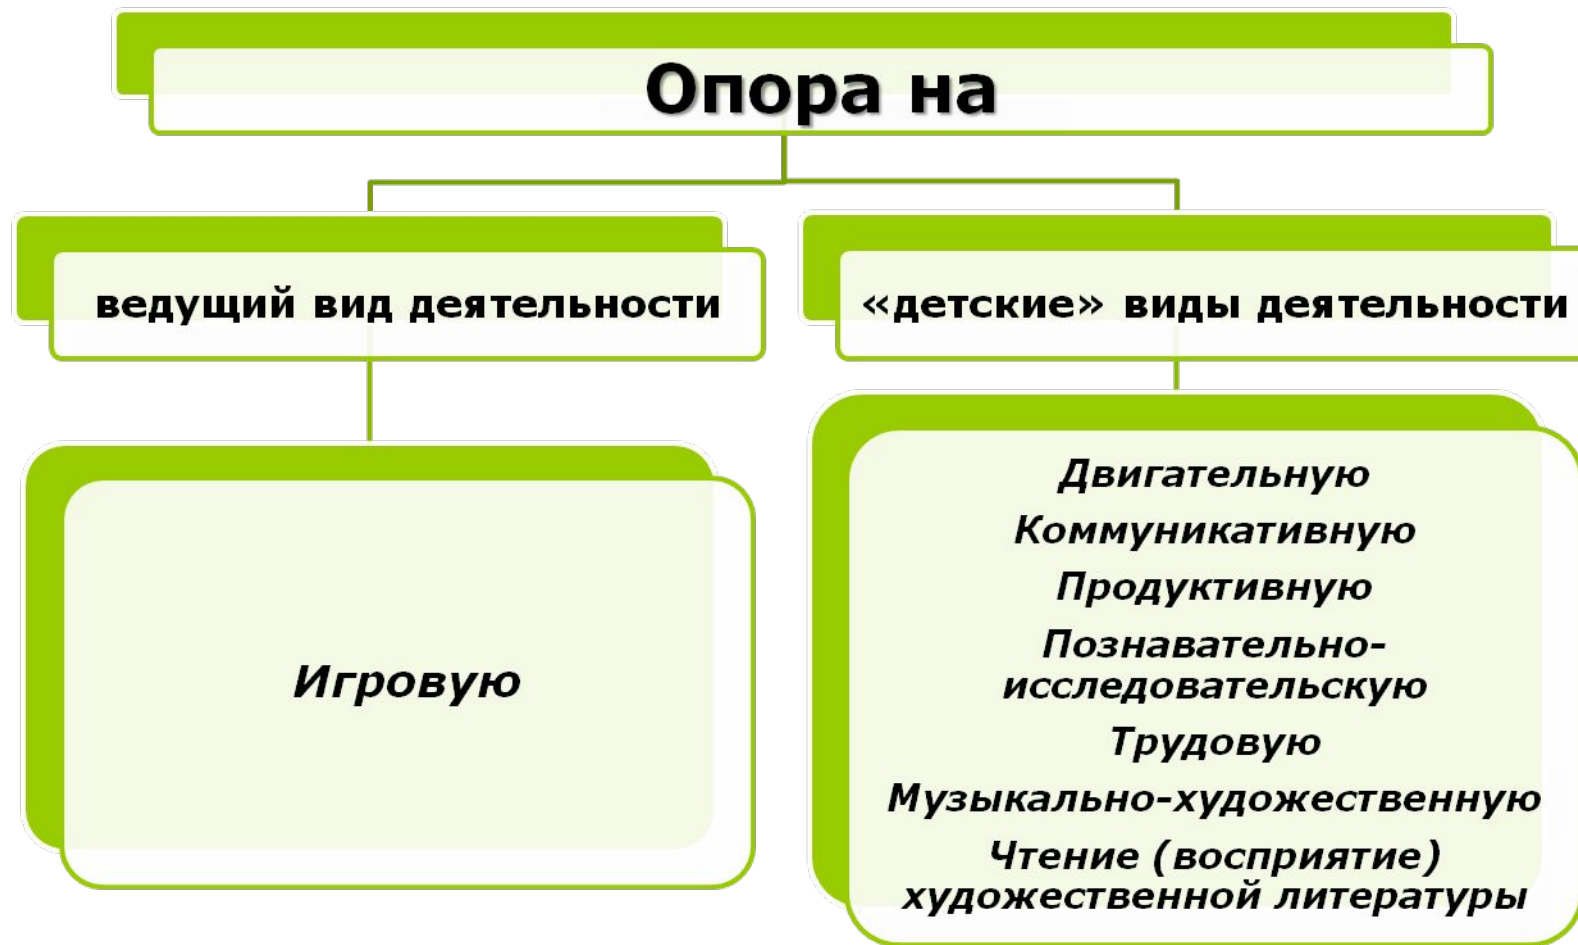 Опора на
ведущий вид деятельности
«детские» виды деятельности
Игровую
Двигательную
Коммуникативную
Продуктивную
Познавательно-
исследовательскую
Трудовую
Музыкально-художественную
Чтение (восприятие)
художественной литературы